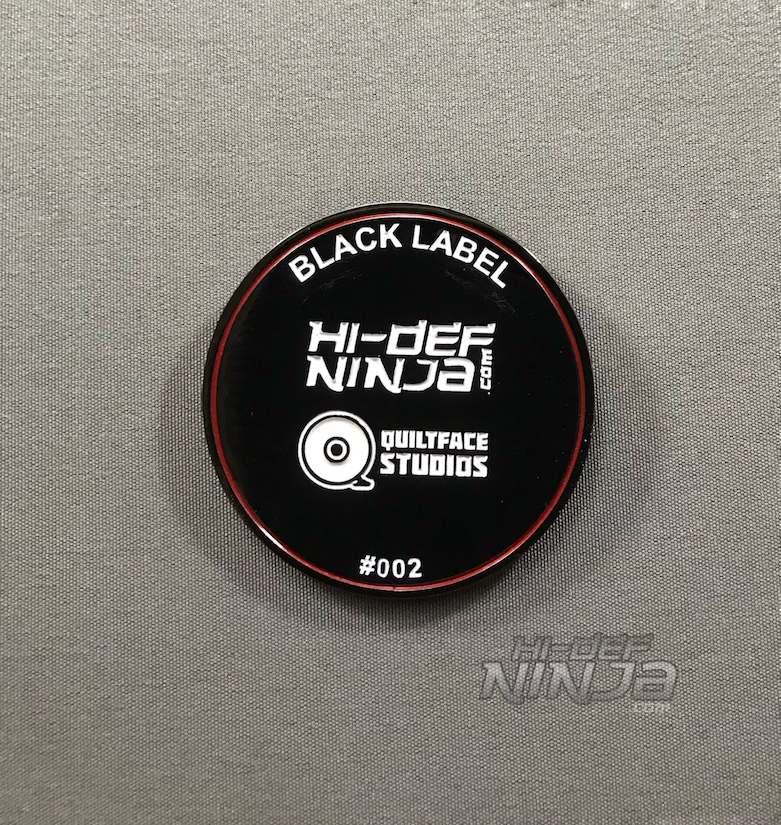 BLACK LABEL
HI-DEF
NINJA
.COM
QUILTFACE
STUDIOS
#002
HI-DEF
NINJA
.com